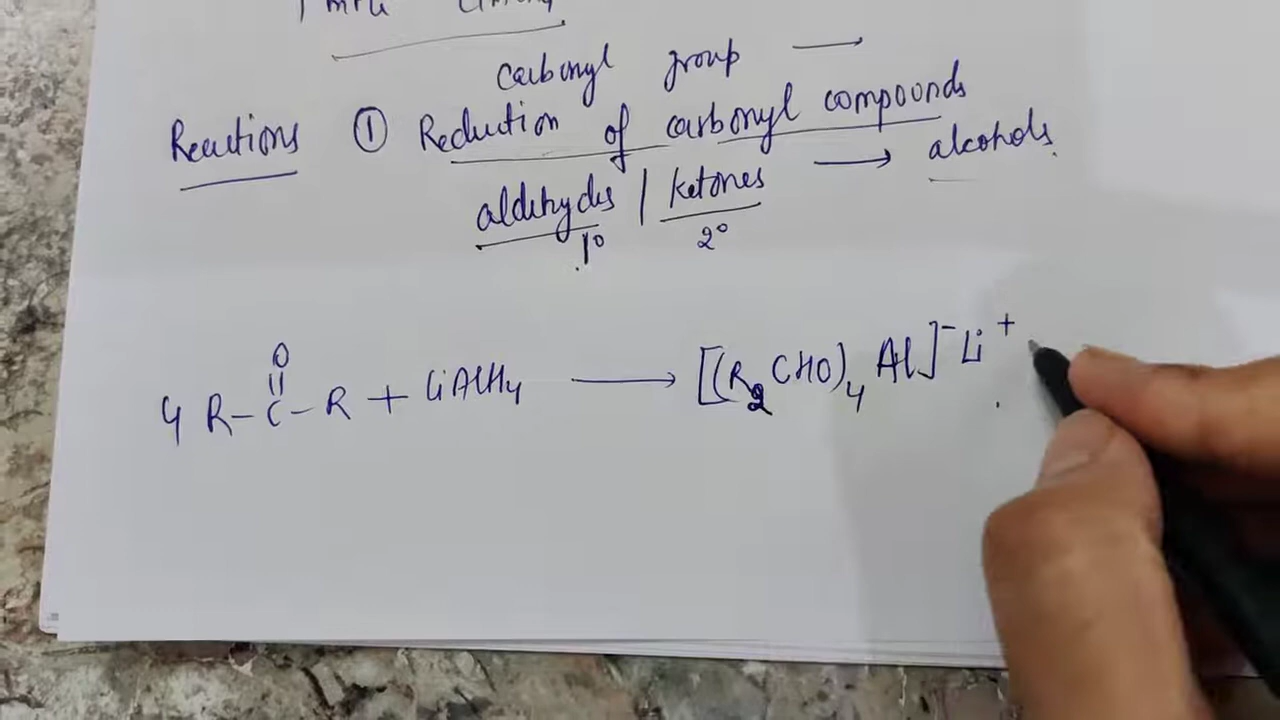 Carbonyl group →
Reactions ① Reduction of carbonyl compounds
aldehydes / ketones → alcohols.
1° 2°
O
||
4 R–C–R + LiAlH4 → [(R2CHO)4 Al]⁻ Li⁺